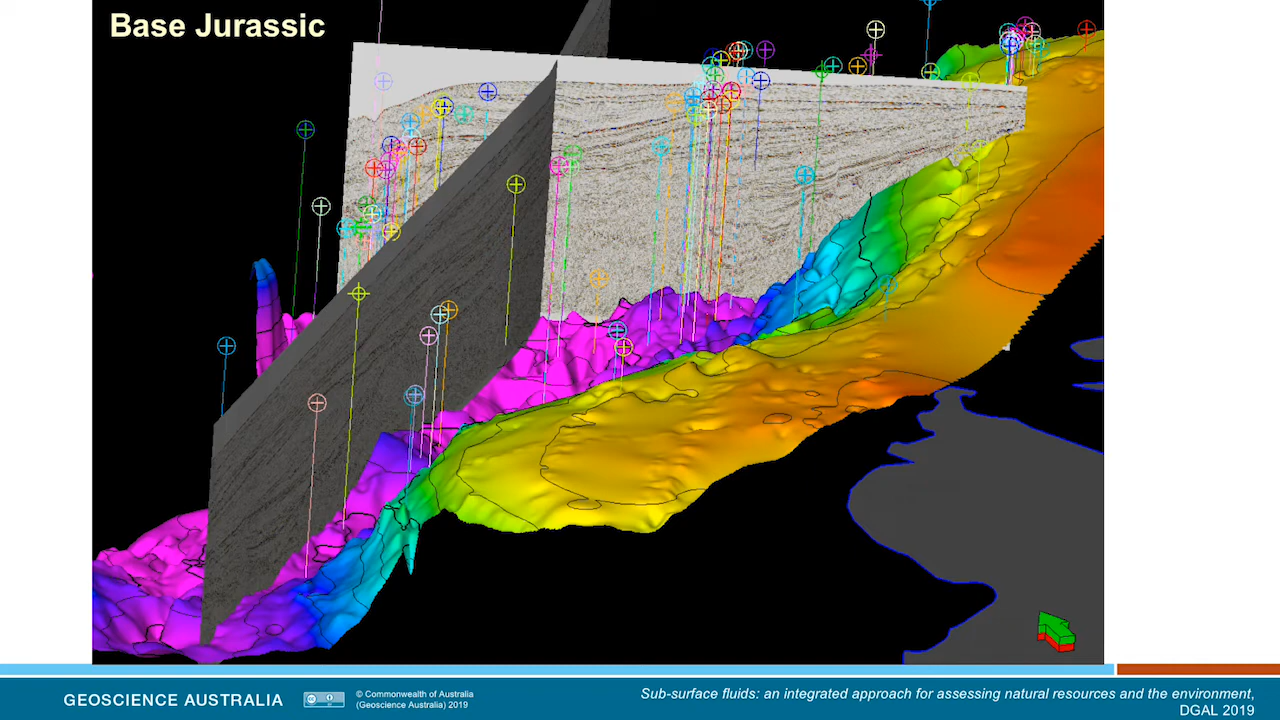 Base Jurassic
GEOSCIENCE AUSTRALIA
© Commonwealth of Australia
(Geoscience Australia) 2019
Sub-surface fluids: an integrated approach for assessing natural resources and the environment,
DGAL 2019